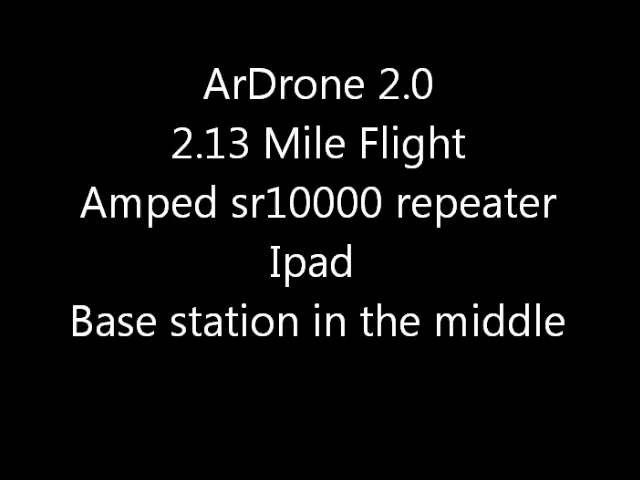 ArDrone 2.0
2.13 Mile Flight
Amped sr10000 repeater
Ipad
Base station in the middle